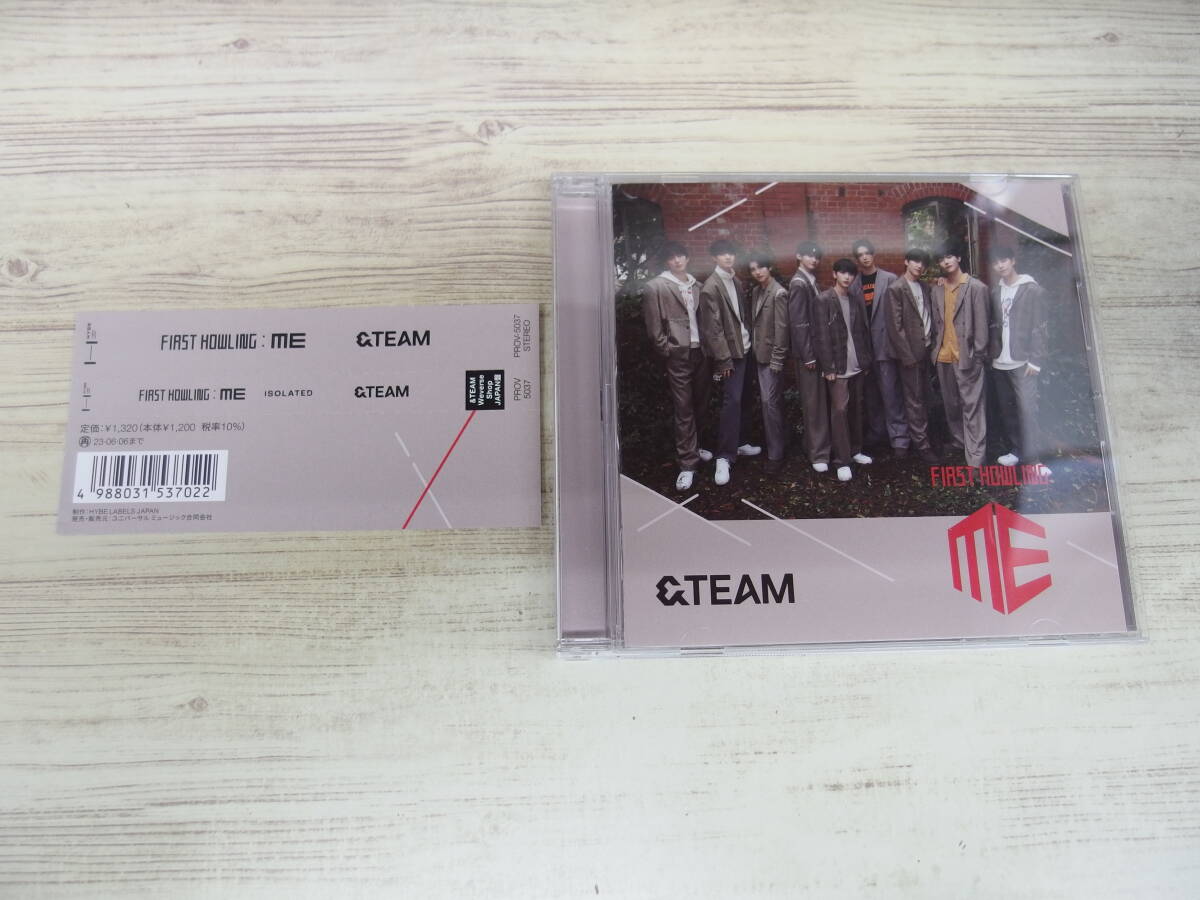 FIRST HOWLING : ME &TEAM
PROV-5037
STEREO
FIRST HOWLING : ME ISOLATED &TEAM
&TEAM
Weverse
Shop
JAPAN盤
PROV
5037
定価:¥1,320(本体¥1,200 税率10%)
再 23・06・06まで
4 988031 537022
制作:HYBE LABELS JAPAN
発売・販売元:ユニバーサル ミュージック合同会社
FIRST HOWLING:
ME
&TEAM